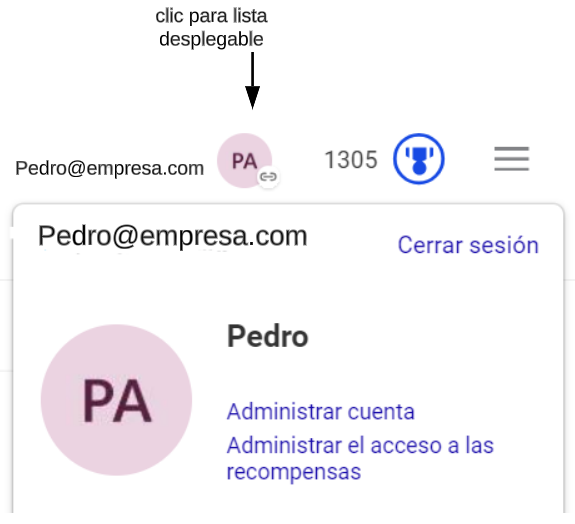 clic para lista
desplegable
Pedro@empresa.com
PA
1305
Pedro@empresa.com
Cerrar sesión
PA
Pedro
Administrar cuenta
Administrar el acceso a las
recompensas